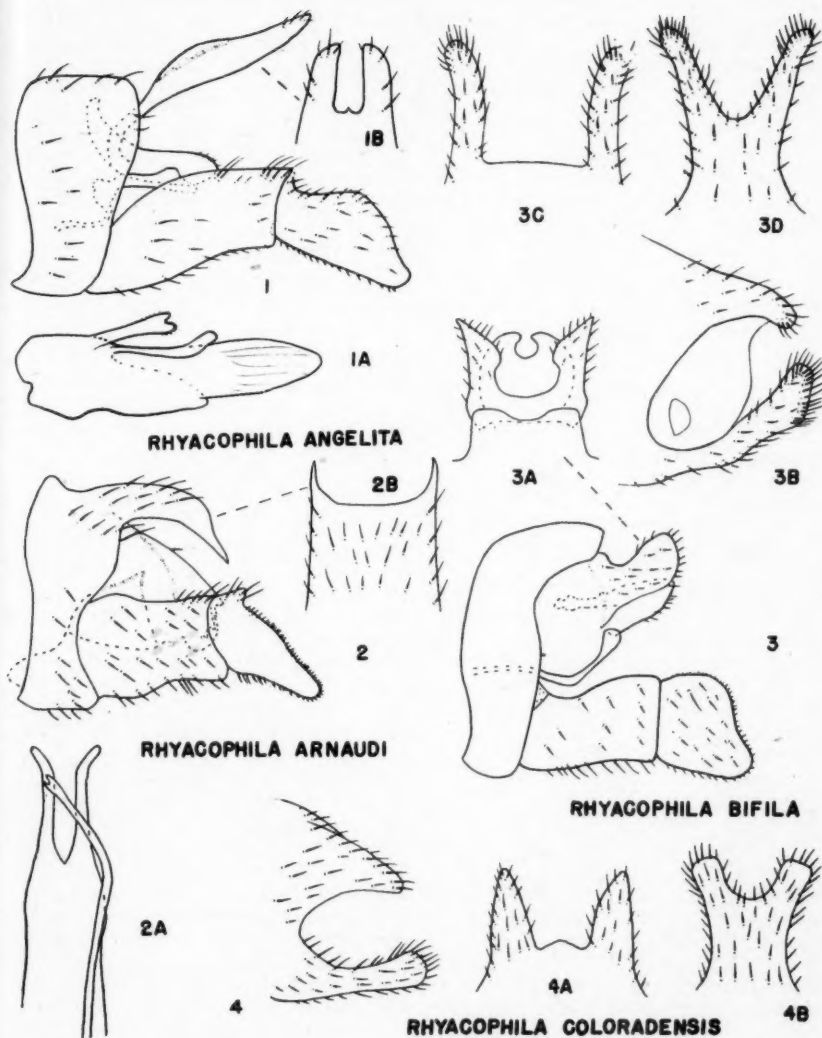 1B
3C
3D
1
1A
RHYACOPHILA ANGELITA
2B
3A
3B
2
3
RHYACOPHILA ARNAUDI
RHYACOPHILA BIFILA
2A
4
4A
4B
RHYACOPHILA COLORADENSIS